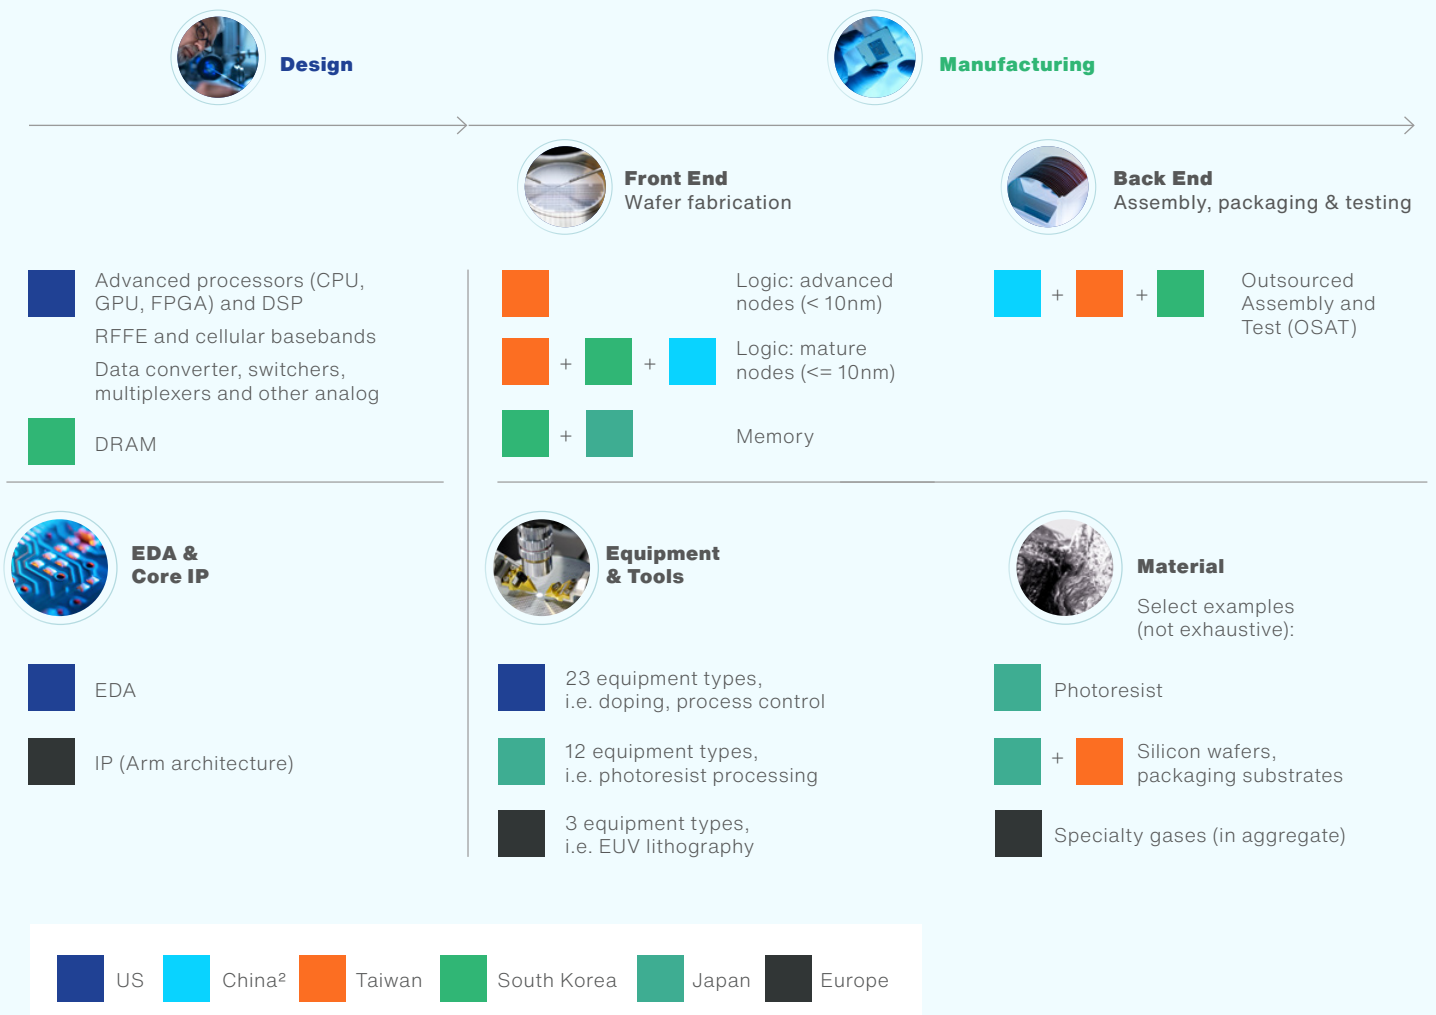 Design
Manufacturing
Front End
Wafer fabrication
Back End
Assembly, packaging & testing
Advanced processors (CPU,
GPU, FPGA) and DSP
RFFE and cellular basebands
Data converter, switchers,
multiplexers and other analog
DRAM
Logic: advanced
nodes (< 10nm)
+ +
Logic: mature
nodes (<= 10nm)
+
Memory
+ +
Outsourced
Assembly and
Test (OSAT)
EDA &
Core IP
EDA
IP (Arm architecture)
Equipment
& Tools
23 equipment types,
i.e. doping, process control
12 equipment types,
i.e. photoresist processing
3 equipment types,
i.e. EUV lithography
Material
Select examples
(not exhaustive):
Photoresist
+
Silicon wafers,
packaging substrates
Specialty gases (in aggregate)
US China² Taiwan South Korea Japan Europe